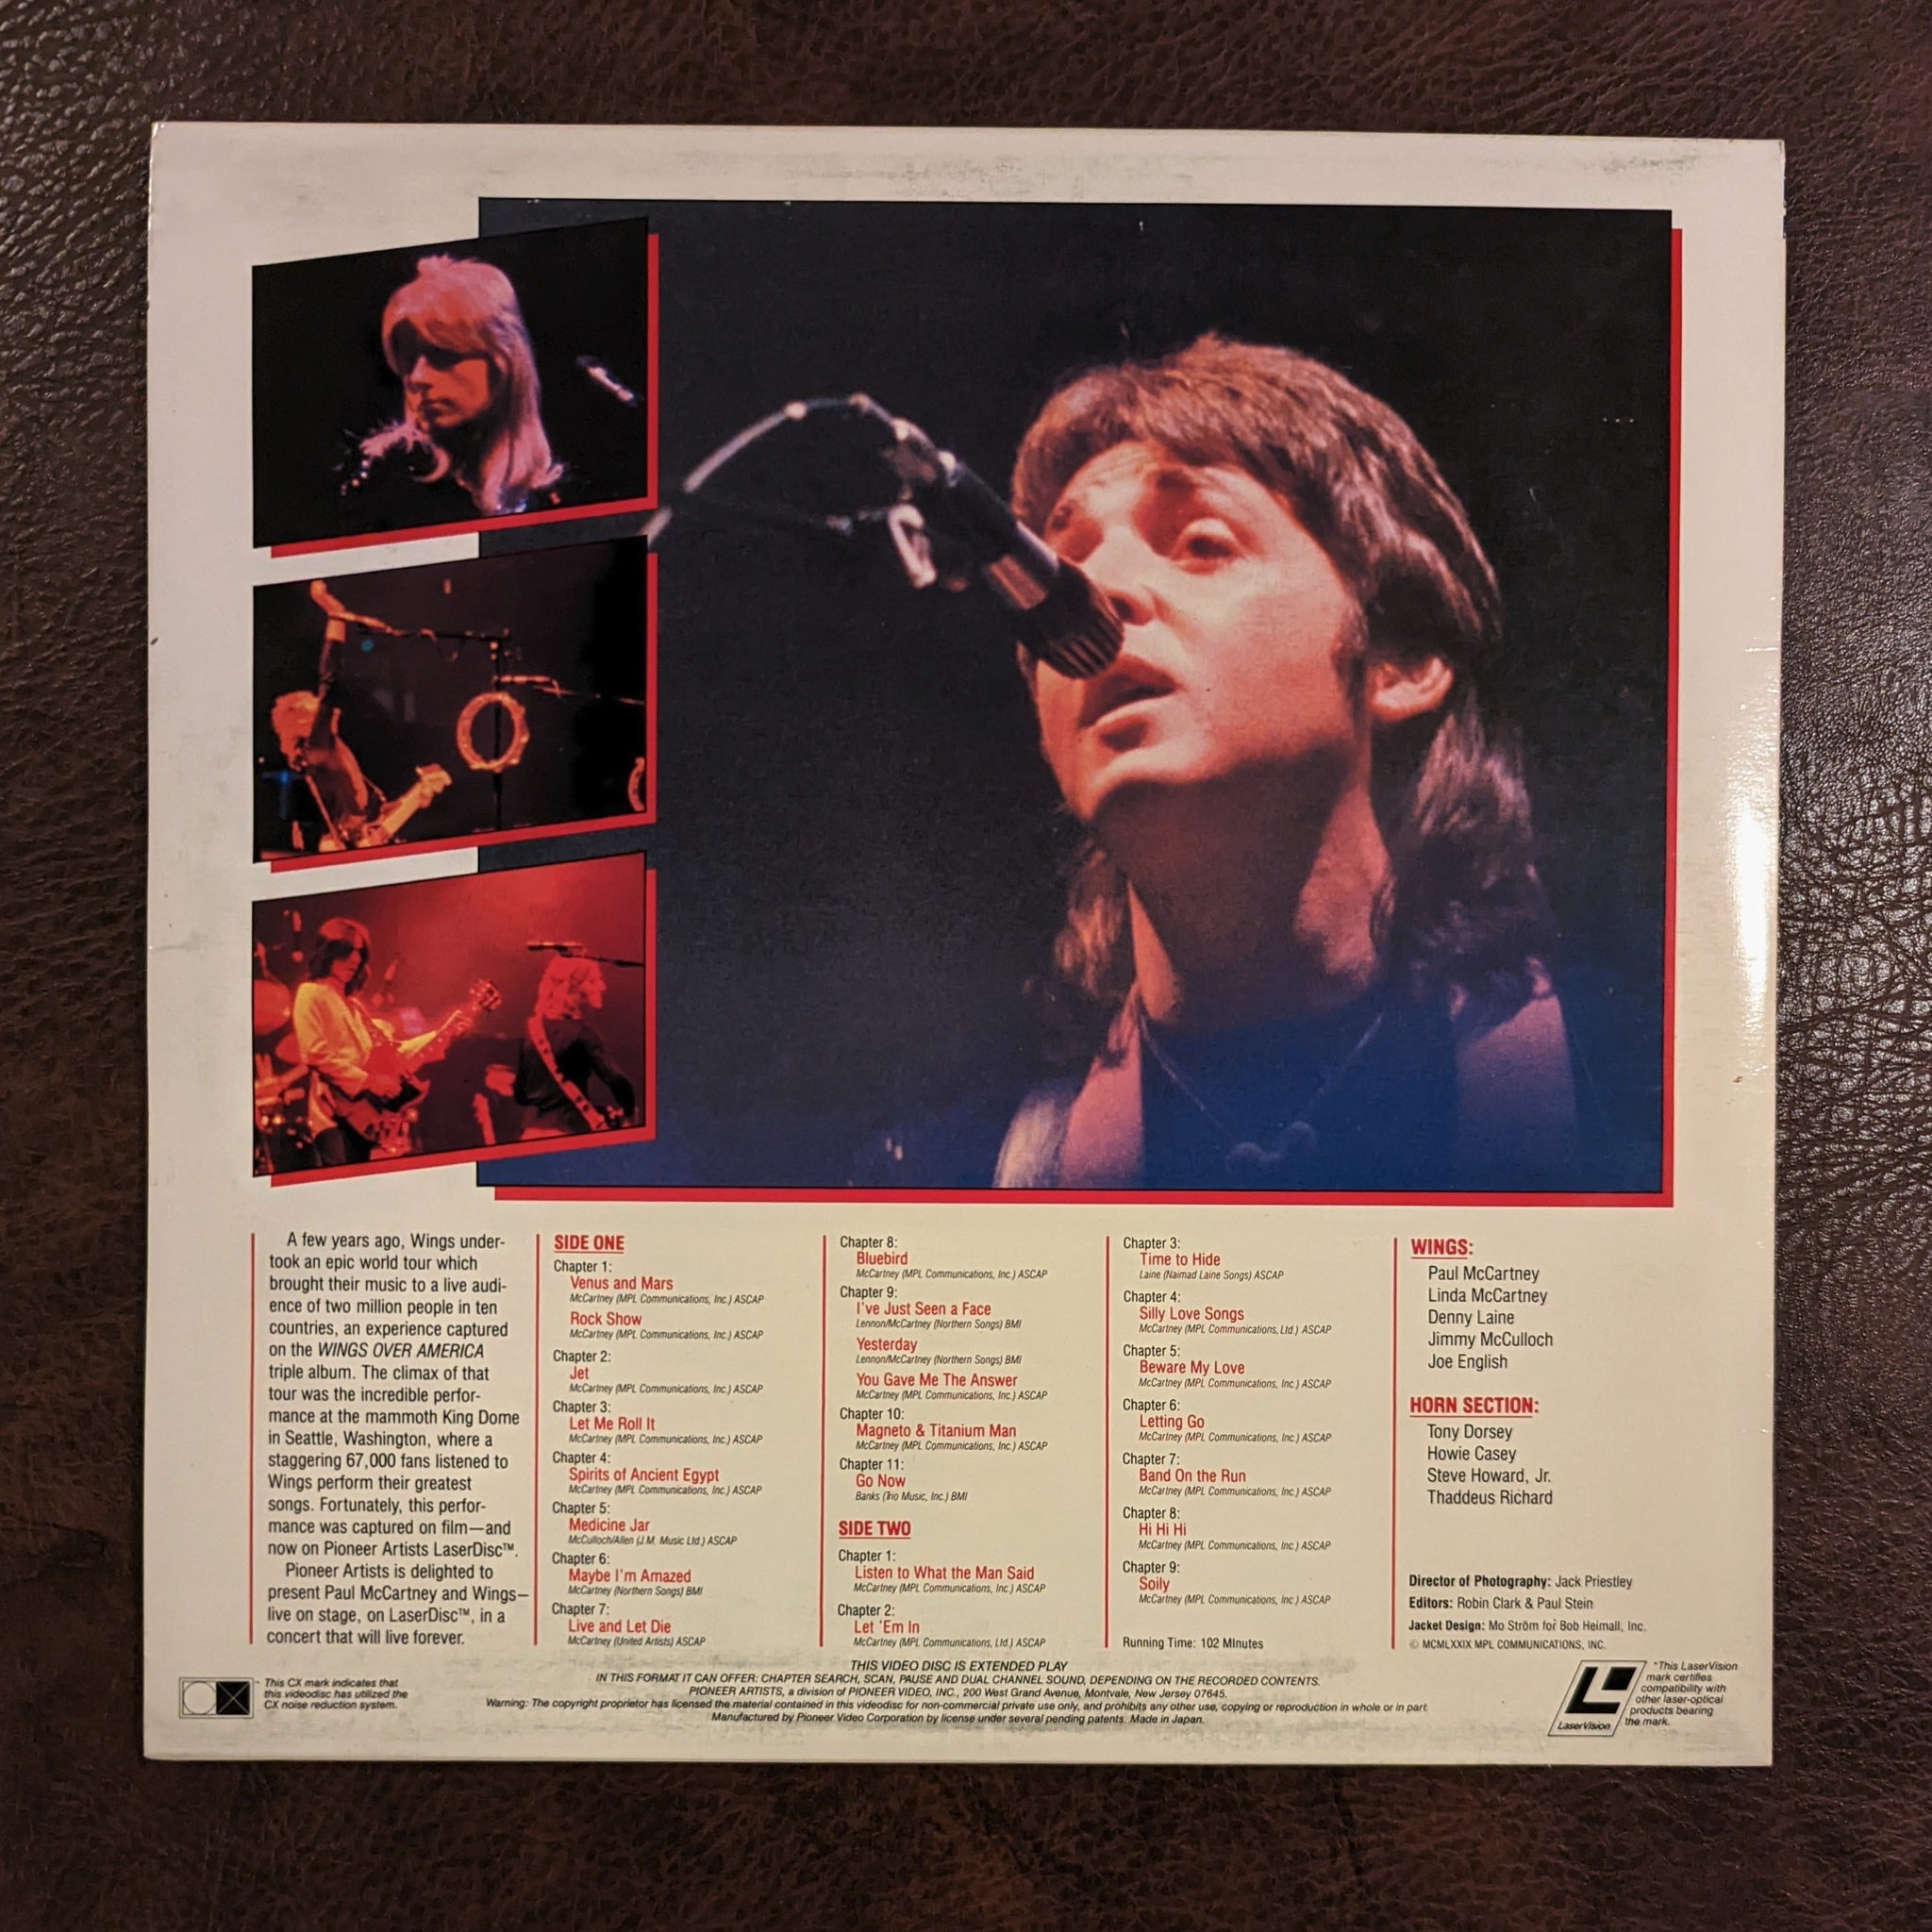 A few years ago, Wings under-
took an epic world tour which
brought their music to a live audi-
ence of two million people in ten
countries, an experience captured
on the WINGS OVER AMERICA
triple album. The climax of that
tour was the incredible perfor-
mance at the mammoth King Dome
in Seattle, Washington, where a
staggering 67,000 fans listened to
Wings perform their greatest
songs. Fortunately, this perfor-
mance was captured on film—and
now on Pioneer Artists LaserDisc™.
Pioneer Artists is delighted to
present Paul McCartney and Wings—
live on stage, on LaserDisc™, in a
concert that will live forever.
SIDE ONE
Chapter 1:
Venus and Mars
McCartney (MPL Communications, Inc.) ASCAP
Rock Show
McCartney (MPL Communications, Inc.) ASCAP
Chapter 2:
Jet
McCartney (MPL Communications, Inc.) ASCAP
Chapter 3:
Let Me Roll It
McCartney (MPL Communications, Inc.) ASCAP
Chapter 4:
Spirits of Ancient Egypt
McCartney (MPL Communications, Inc.) ASCAP
Chapter 5:
Medicine Jar
McCulloch/Allen (J.M. Music Ltd.) ASCAP
Chapter 6:
Maybe I'm Amazed
McCartney (Northern Songs) BMI
Chapter 7:
Live and Let Die
McCartney (United Artists) ASCAP
Chapter 8:
Bluebird
McCartney (MPL Communications, Inc.) ASCAP
Chapter 9:
I've Just Seen a Face
Lennon/McCartney (Northern Songs) BMI
Yesterday
Lennon/McCartney (Northern Songs) BMI
You Gave Me The Answer
McCartney (MPL Communications, Inc.) ASCAP
Chapter 10:
Magneto & Titanium Man
McCartney (MPL Communications, Inc.) ASCAP
Chapter 11:
Go Now
Banks (Trio Music, Inc.) BMI
SIDE TWO
Chapter 1:
Listen to What the Man Said
McCartney (MPL Communications, Inc.) ASCAP
Chapter 2:
Let 'Em In
McCartney (MPL Communications, Ltd.) ASCAP
Chapter 3:
Time to Hide
Laine (Naimad Laine Songs) ASCAP
Chapter 4:
Silly Love Songs
McCartney (MPL Communications, Ltd.) ASCAP
Chapter 5:
Beware My Love
McCartney (MPL Communications, Inc.) ASCAP
Chapter 6:
Letting Go
McCartney (MPL Communications, Inc.) ASCAP
Chapter 7:
Band On the Run
McCartney (MPL Communications, Inc.) ASCAP
Chapter 8:
Hi Hi Hi
McCartney (MPL Communications, Inc.) ASCAP
Chapter 9:
Soily
McCartney (MPL Communications, Inc.) ASCAP
Running Time: 102 MInutes
WINGS:
Paul McCartney
Linda McCartney
Denny Laine
Jimmy McCulloch
Joe English
HORN SECTION:
Tony Dorsey
Howie Casey
Steve Howard, Jr.
Thaddeus Richard
Director of Photography: Jack Priestley
Editors: Robin Clark & Paul Stein
Jacket Design: Mo Ström for Bob Heimall, Inc.
© MCMLXXIX MPL COMMUNICATIONS, INC.
This CX mark indicates that
this videodisc has utilized the
CX noise reduction system.
THIS VIDEO DISC IS EXTENDED PLAY
IN THIS FORMAT IT CAN OFFER: CHAPTER SEARCH, SCAN, PAUSE AND DUAL CHANNEL SOUND, DEPENDING ON THE RECORDED CONTENTS.
PIONEER ARTISTS, a division of PIONEER VIDEO, INC., 200 West Grand Avenue, Montvale, New Jersey 07645.
Warning: The copyright proprietor has licensed the material contained in this videodisc for non-commercial private use only, and prohibits any other use, copying or reproduction in whole or in part.
Manufactured by Pioneer Video Corporation by license under several pending patents. Made in Japan.
LaserVision
*This LaserVision
mark certifies
compatibility with
other laser-optical
products bearing
the mark.